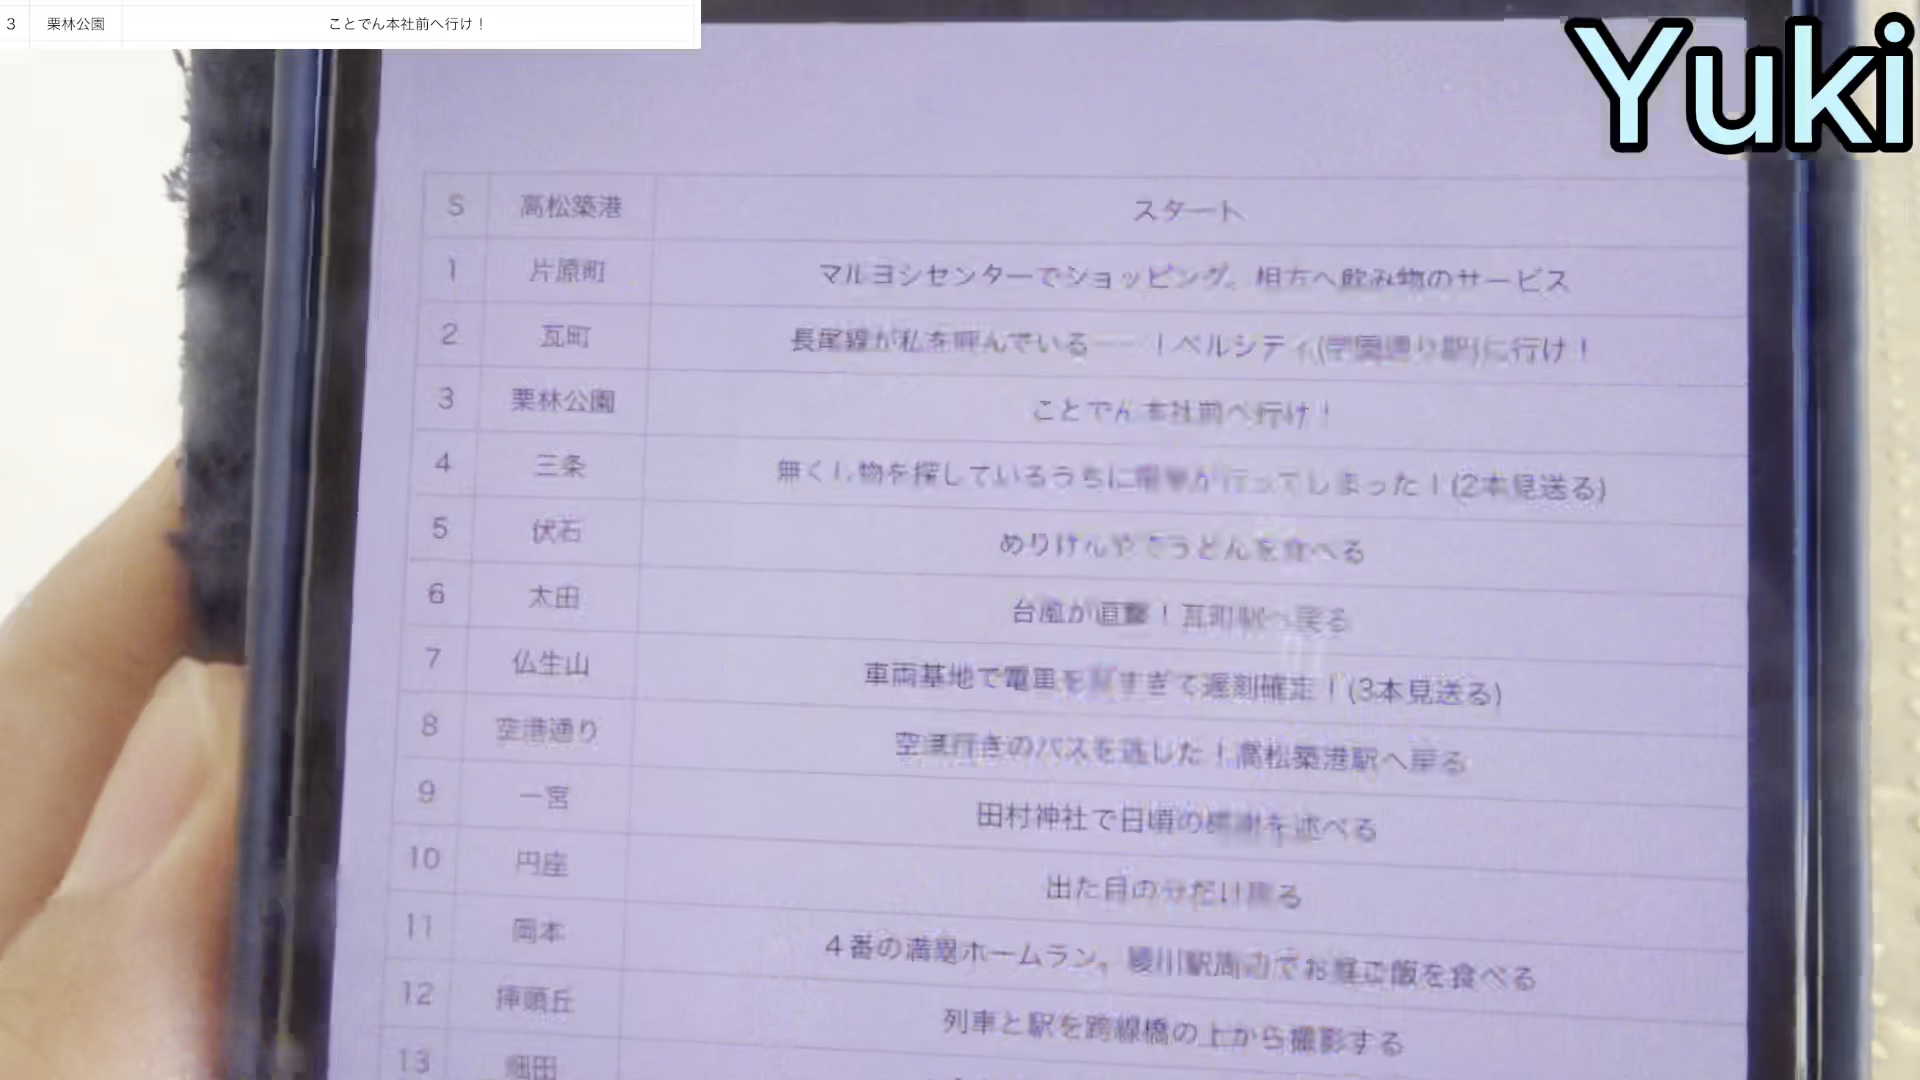 3 栗林公園 ことでん本社前へ行け！
Yuki
S 高松築港 スタート
1 片原町 マルヨシセンターでショッピング。相方へ飲み物のサービス
2 瓦町 長尾線が私を呼んでいる――！ベルシティ(学園通り駅)に行け！
3 栗林公園 ことでん本社前へ行け！
4 三条 無くし物を探しているうちに電車が行ってしまった！(2本見送る)
5 伏石 めりけんやでうどんを食べる
6 太田 台風が直撃！瓦町駅へ戻る
7 仏生山 車両基地で電車を見すぎて遅刻確定！(3本見送る)
8 空港通り 空港行きのバスを逃した！高松築港駅へ戻る
9 一宮 田村神社で日頃の感謝を述べる
10 円座 出た目の分だけ戻る
11 岡本 4番の満塁ホームラン。綾川駅周辺でお昼ご飯を食べる
12 挿頭丘 列車と駅を跨線橋の上から撮影する
13 畑田